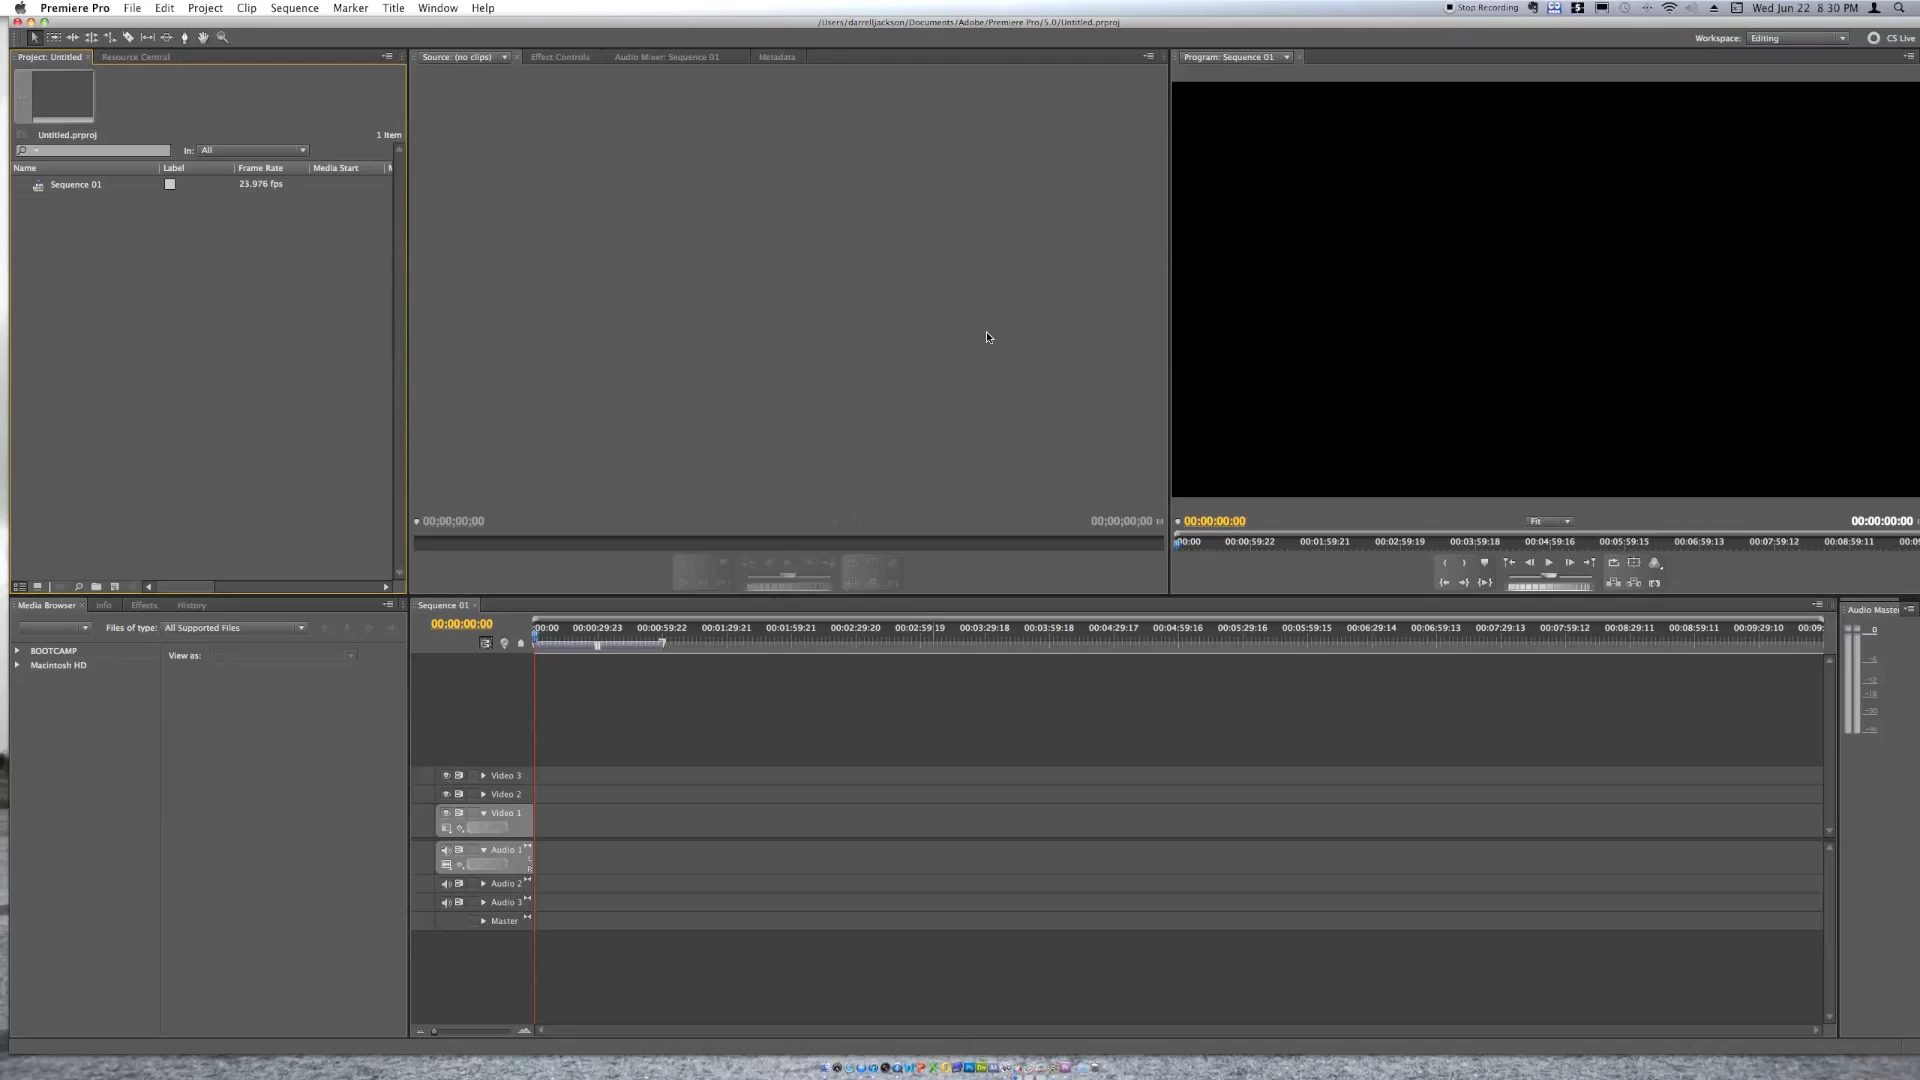 Premiere Pro File Edit Project Clip Sequence Marker Title Window Help Stop Recording Wed Jun 22 8:30 PM
/Users/darrelljackson/Documents/Adobe/Premiere Pro/5.0/Untitled.prproj
Workspace: Editing CS Live
Project: Untitled Resource Central Source: (no clips) Effect Controls Audio Mixer: Sequence 01 Metadata Program: Sequence 01
Untitled.prproj 1 Item
In: All
Name Label Frame Rate Media Start
Sequence 01 23.976 fps
00;00;00;00 00;00;00;00 00:00:00:00 Fit 00:00:00:00
00:00 00:00:59:22 00:01:59:21 00:02:59:19 00:03:59:18 00:04:59:16 00:05:59:15 00:06:59:13 00:07:59:12 00:08:59:11
Media Browser Info Effects History Sequence 01 Audio Master
Files of type: All Supported Files
00:00:00:00
:00:00 00:00:29:23 00:00:59:22 00:01:29:21 00:01:59:21 00:02:29:20 00:02:59:19 00:03:29:18 00:03:59:18 00:04:29:17 00:04:59:16 00:05:29:16 00:05:59:15 00:06:29:14 00:06:59:13 00:07:29:13 00:07:59:12 00:08:29:11 00:08:59:11 00:09:29:10
BOOTCAMP
View as:
Macintosh HD
0
-6
-12
-18
-30
Video 3
Video 2
Video 1
Audio 1
L
R
Audio 2
Audio 3
Master